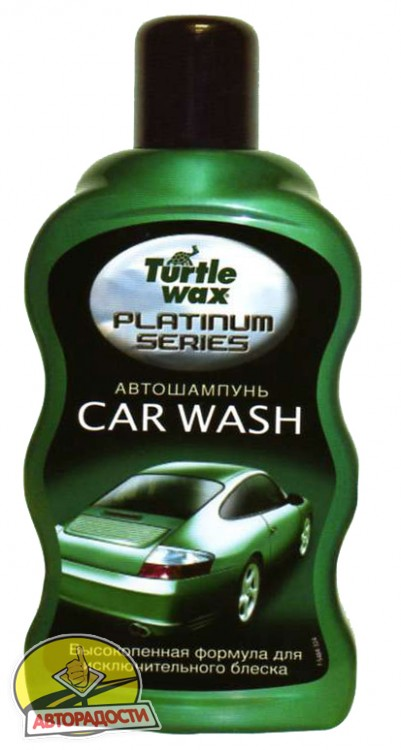 Turtle
wax
PLATINUM
SERIES
АВТОШАМПУНЬ
CAR WASH
Высокопенная формула для
исключительного блеска
АВТОРАДОСТИ